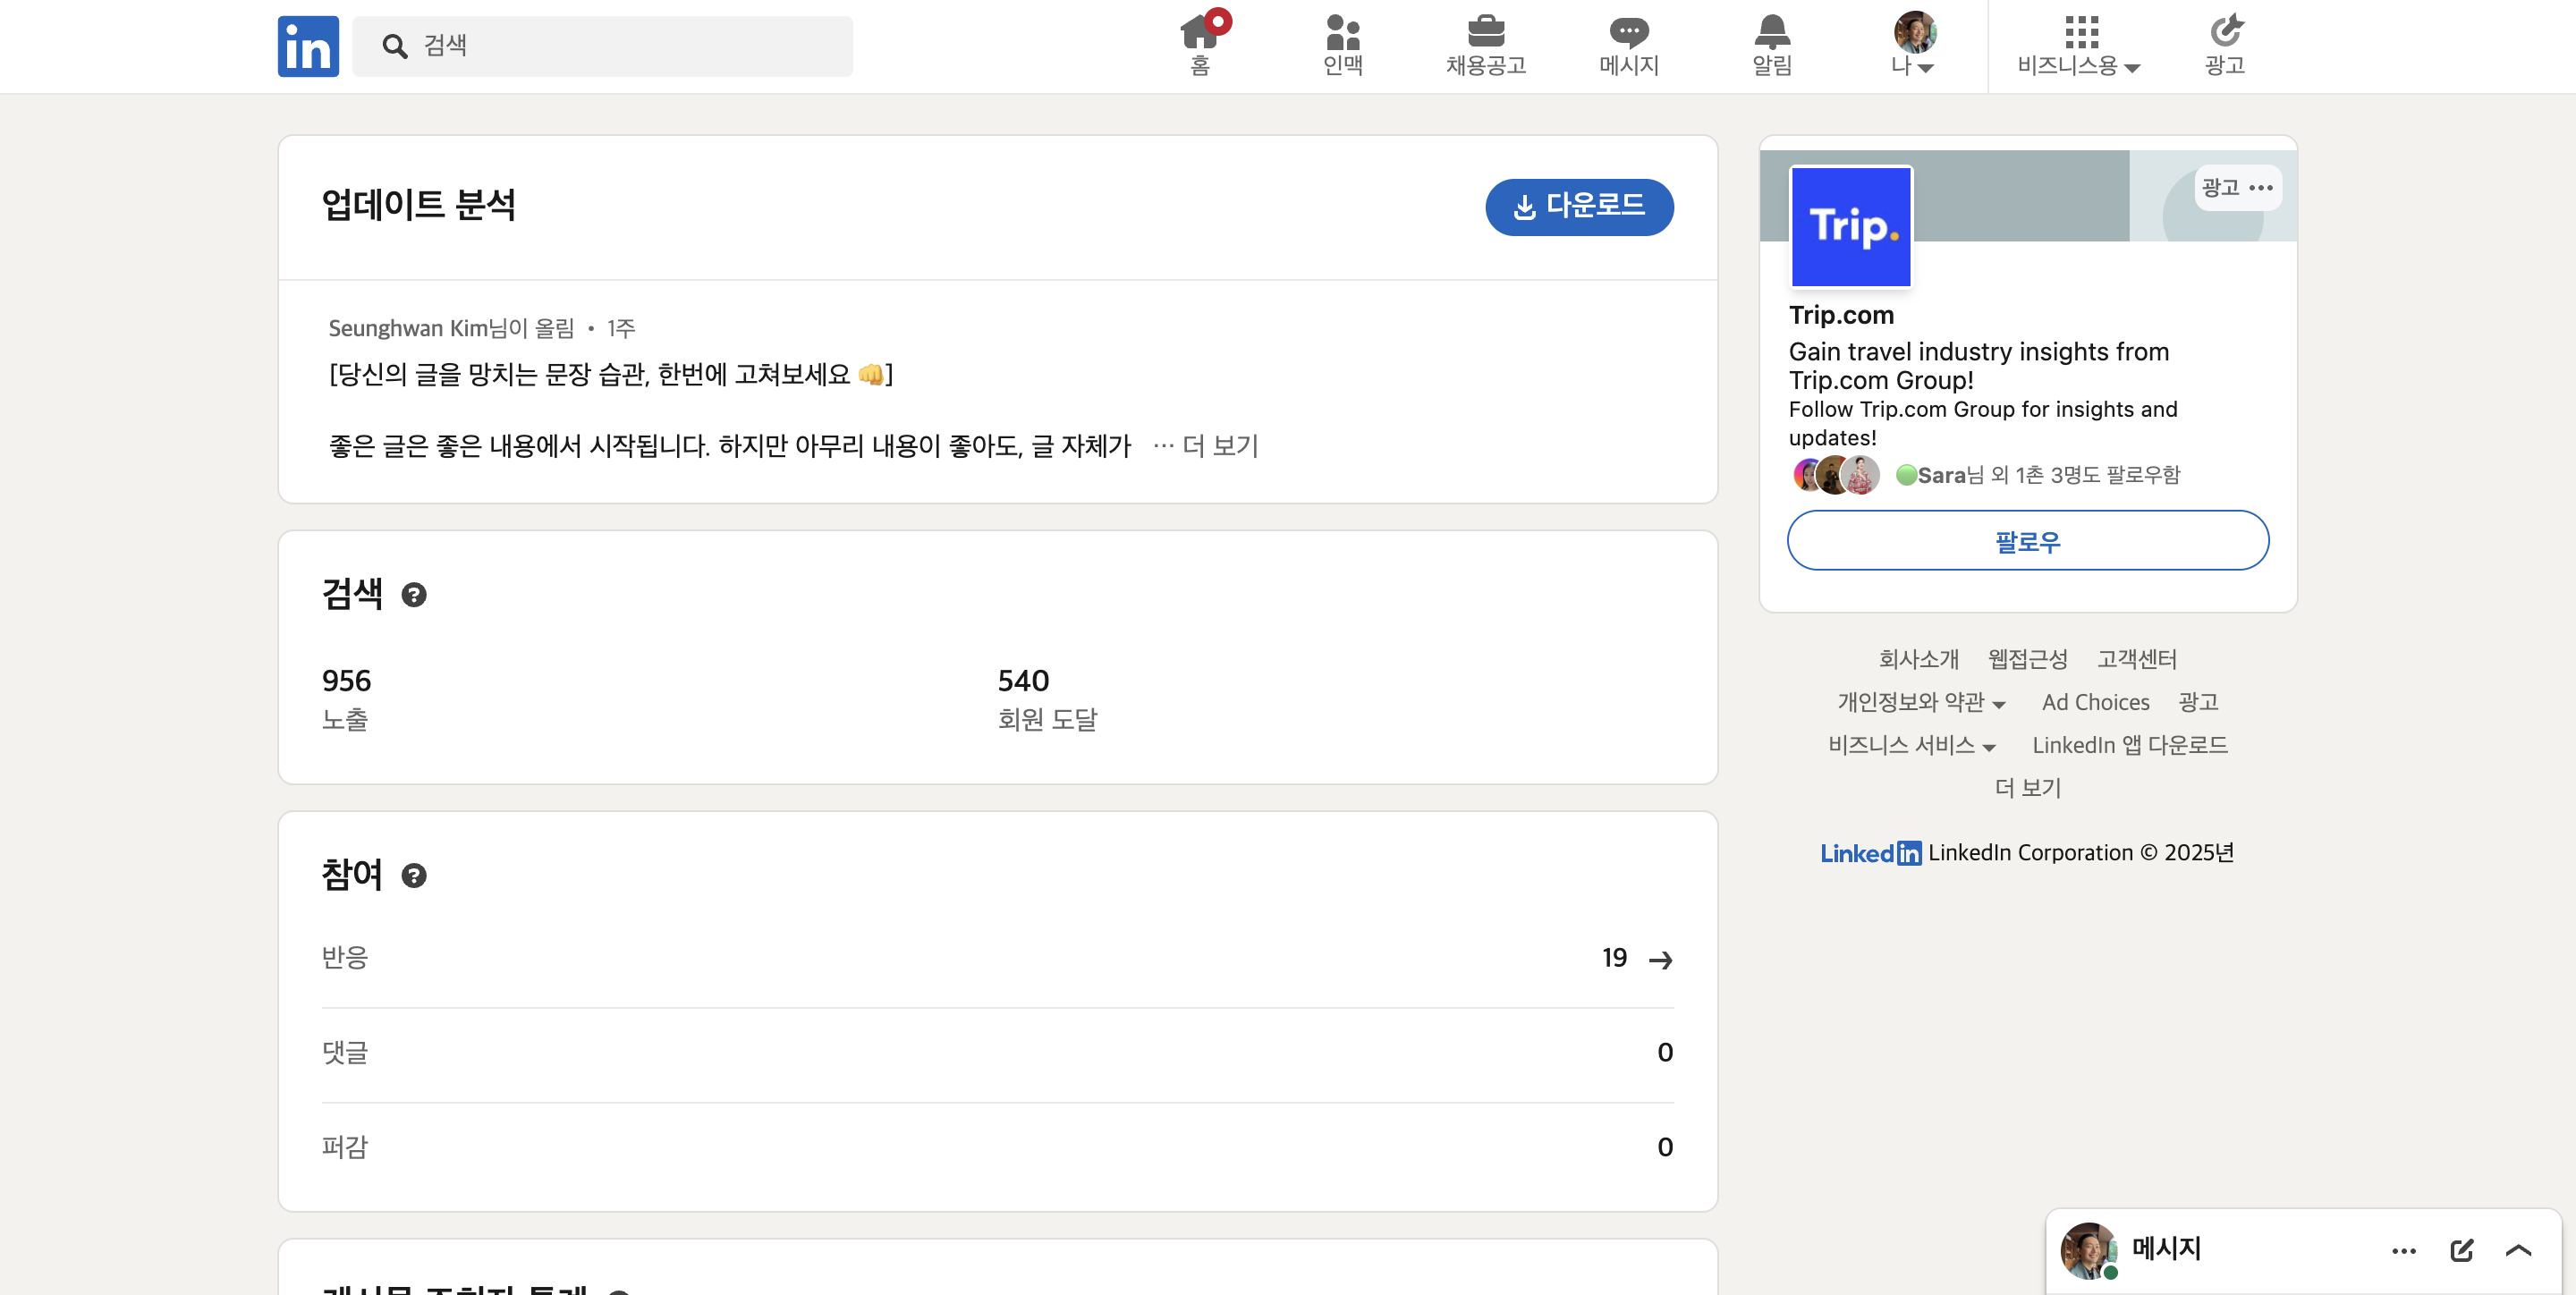 in
검색
홈
인맥
채용공고
메시지
알림
나
비즈니스용
광고
업데이트 분석
다운로드
Seunghwan Kim님이 올림 • 1주
[당신의 글을 망치는 문장 습관, 한번에 고쳐보세요 👊]
좋은 글은 좋은 내용에서 시작됩니다. 하지만 아무리 내용이 좋아도, 글 자체가 … 더 보기
검색
956
노출
540
회원 도달
참여
반응 19
댓글 0
퍼감 0
광고
Trip.
Trip.com
Gain travel industry insights from
Trip.com Group!
Follow Trip.com Group for insights and
updates!
Sara님 외 1촌 3명도 팔로우함
팔로우
회사소개 웹접근성 고객센터
개인정보와 약관 Ad Choices 광고
비즈니스 서비스 LinkedIn 앱 다운로드
더 보기
Linkedin LinkedIn Corporation © 2025년
메시지